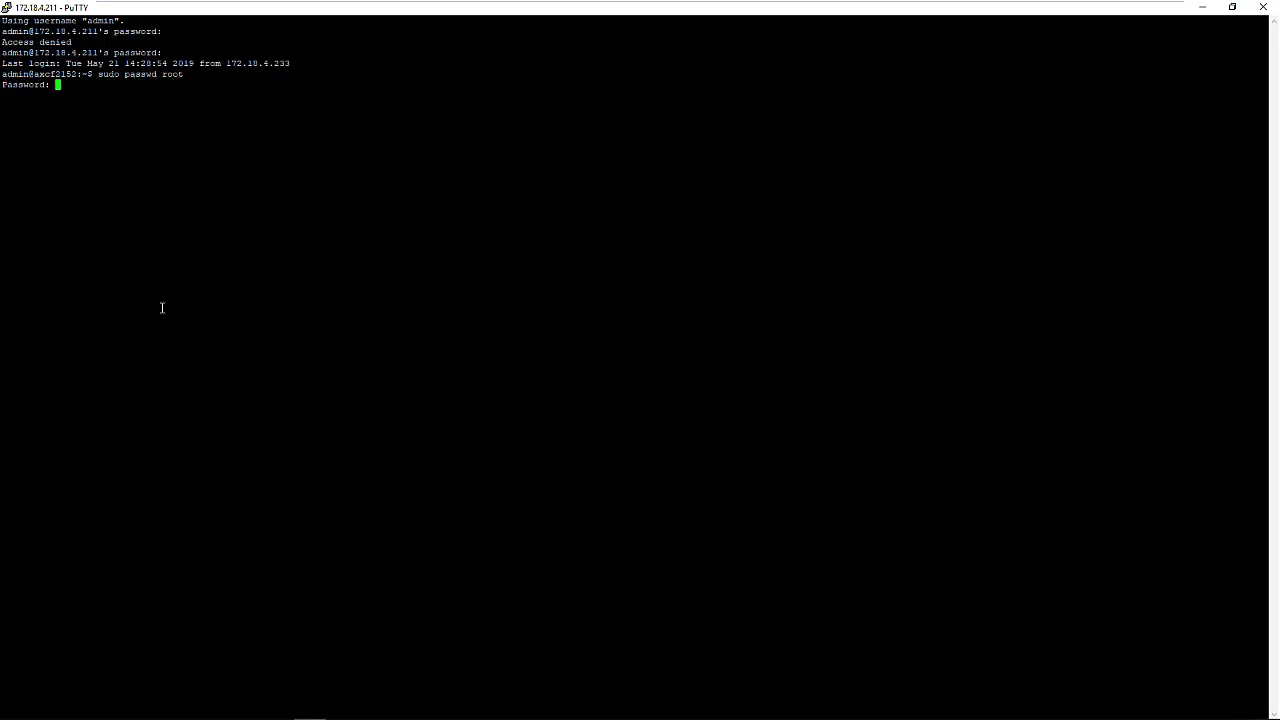 172.18.4.211 - PuTTY
Using username "admin".
admin@172.18.4.211's password:
Access denied
admin@172.18.4.211's password:
Last login: Tue May 21 14:28:54 2019 from 172.18.4.233
admin@axcf2152:~$ sudo passwd root
Password: